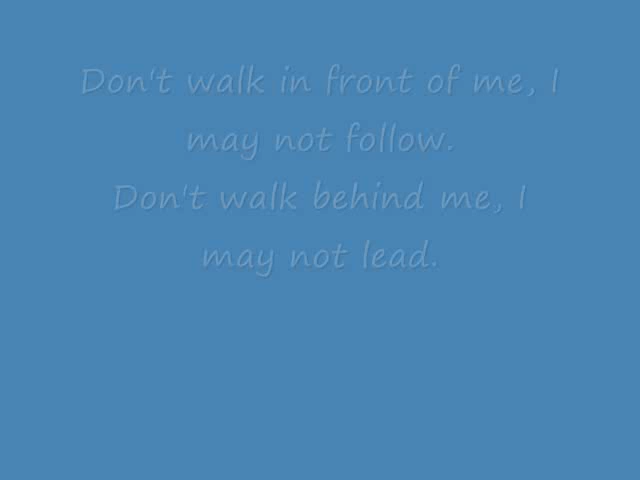 Don't walk in front of me, I
may not follow.
Don't walk behind me, I
may not lead.